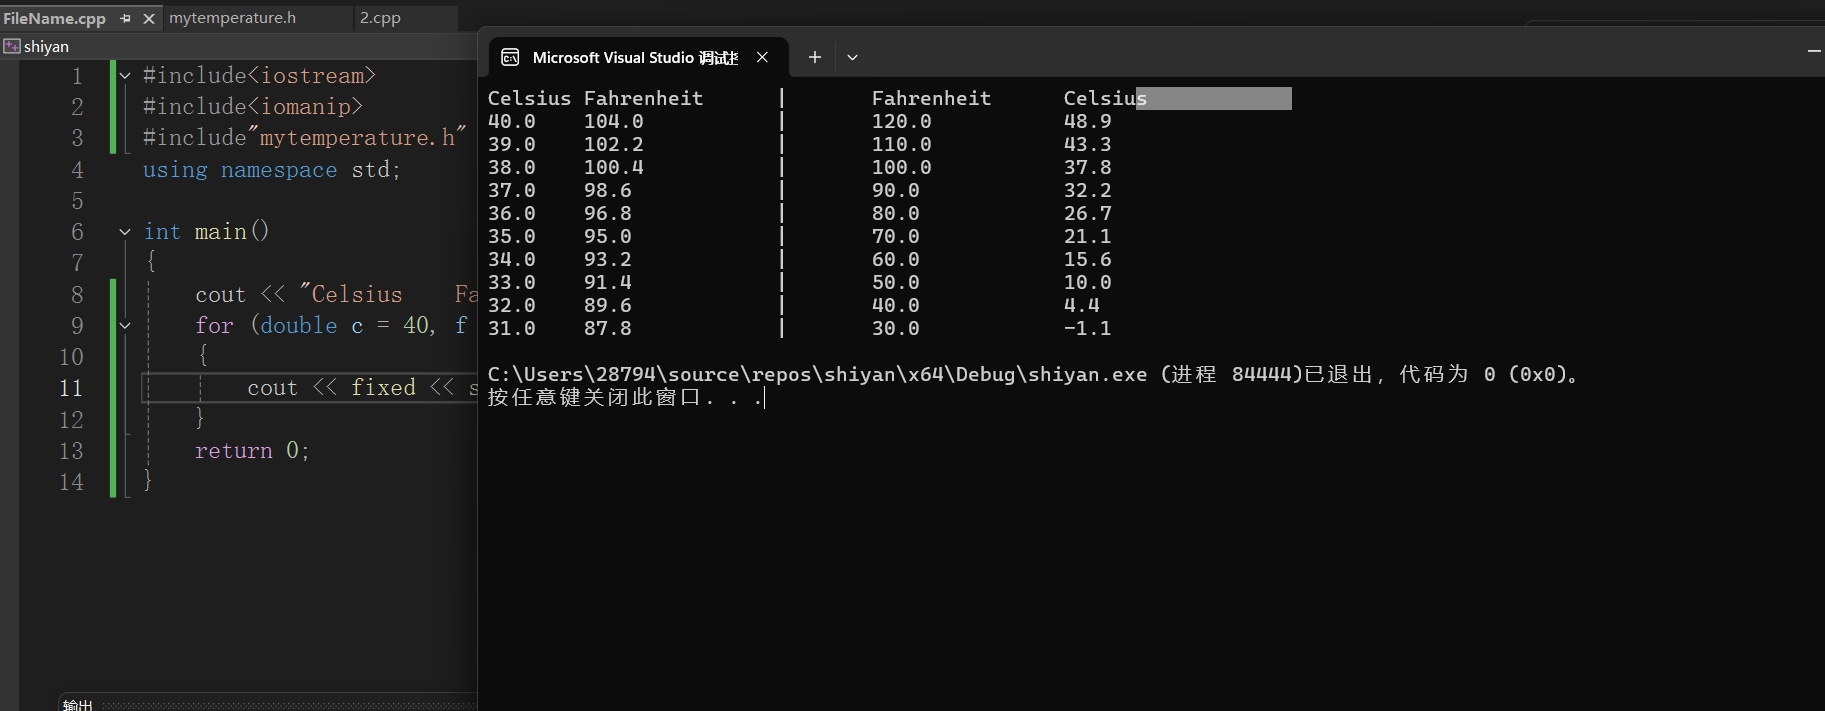 FileName.cpp
mytemperature.h
2.cpp
shiyan
1 #include<iostream>
2 #include<iomanip>
3 #include"mytemperature.h"
4 using namespace std;
5
6 int main()
7 {
8 cout << "Celsius    Fa
9 for (double c = 40, f
10 {
11 cout << fixed << s
12 }
13 return 0;
14 }
输出
Microsoft Visual Studio 调试控
Celsius Fahrenheit | Fahrenheit Celsius
40.0 104.0 | 120.0 48.9
39.0 102.2 | 110.0 43.3
38.0 100.4 | 100.0 37.8
37.0 98.6 | 90.0 32.2
36.0 96.8 | 80.0 26.7
35.0 95.0 | 70.0 21.1
34.0 93.2 | 60.0 15.6
33.0 91.4 | 50.0 10.0
32.0 89.6 | 40.0 4.4
31.0 87.8 | 30.0 -1.1
C:\Users\28794\source\repos\shiyan\x64\Debug\shiyan.exe (进程 84444)已退出，代码为 0 (0x0)。
按任意键关闭此窗口. . .